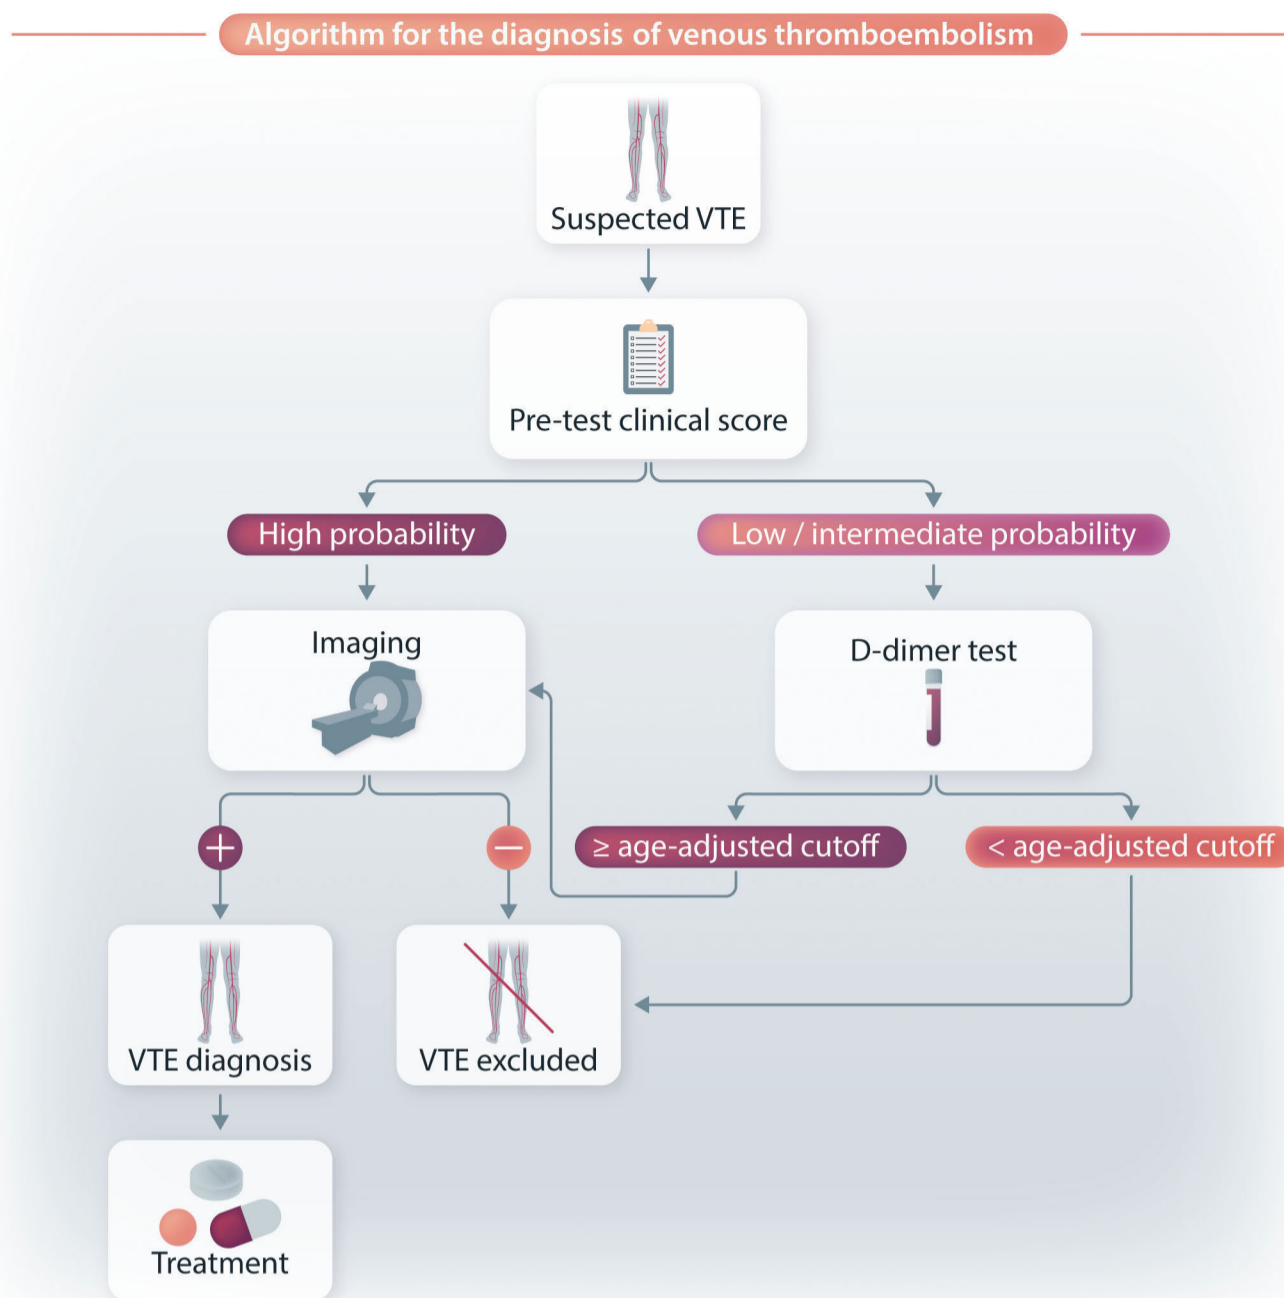 Algorithm for the diagnosis of venous thromboembolism
Suspected VTE
Pre-test clinical score
High probability
Low / intermediate probability
Imaging
D-dimer test
+
−
≥ age-adjusted cutoff
< age-adjusted cutoff
VTE diagnosis
VTE excluded
Treatment